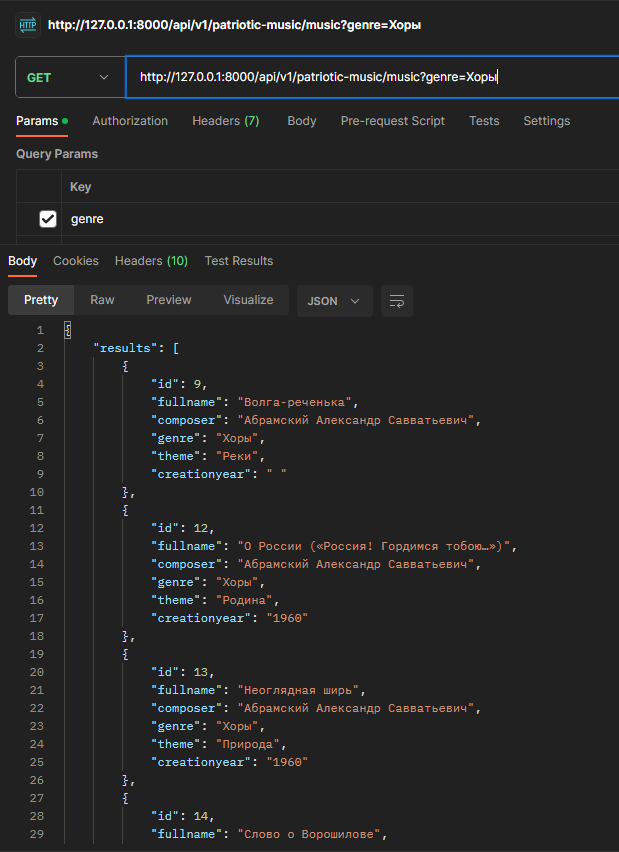 HTTP http://127.0.0.1:8000/api/v1/patriotic-music/music?genre=Хоры
GET http://127.0.0.1:8000/api/v1/patriotic-music/music?genre=Хоры
Params Authorization Headers (7) Body Pre-request Script Tests Settings
Query Params
Key
genre
Body Cookies Headers (10) Test Results
Pretty Raw Preview Visualize JSON
1 {
2 "results": [
3 {
4 "id": 9,
5 "fullname": "Волга-реченька",
6 "composer": "Абрамский Александр Савватьевич",
7 "genre": "Хоры",
8 "theme": "Реки",
9 "creationyear": " "
10 },
11 {
12 "id": 12,
13 "fullname": "О России («Россия! Гордимся тобою…»)",
14 "composer": "Абрамский Александр Савватьевич",
15 "genre": "Хоры",
16 "theme": "Родина",
17 "creationyear": "1960"
18 },
19 {
20 "id": 13,
21 "fullname": "Неоглядная ширь",
22 "composer": "Абрамский Александр Савватьевич",
23 "genre": "Хоры",
24 "theme": "Природа",
25 "creationyear": "1960"
26 },
27 {
28 "id": 14,
29 "fullname": "Слово о Ворошилове",